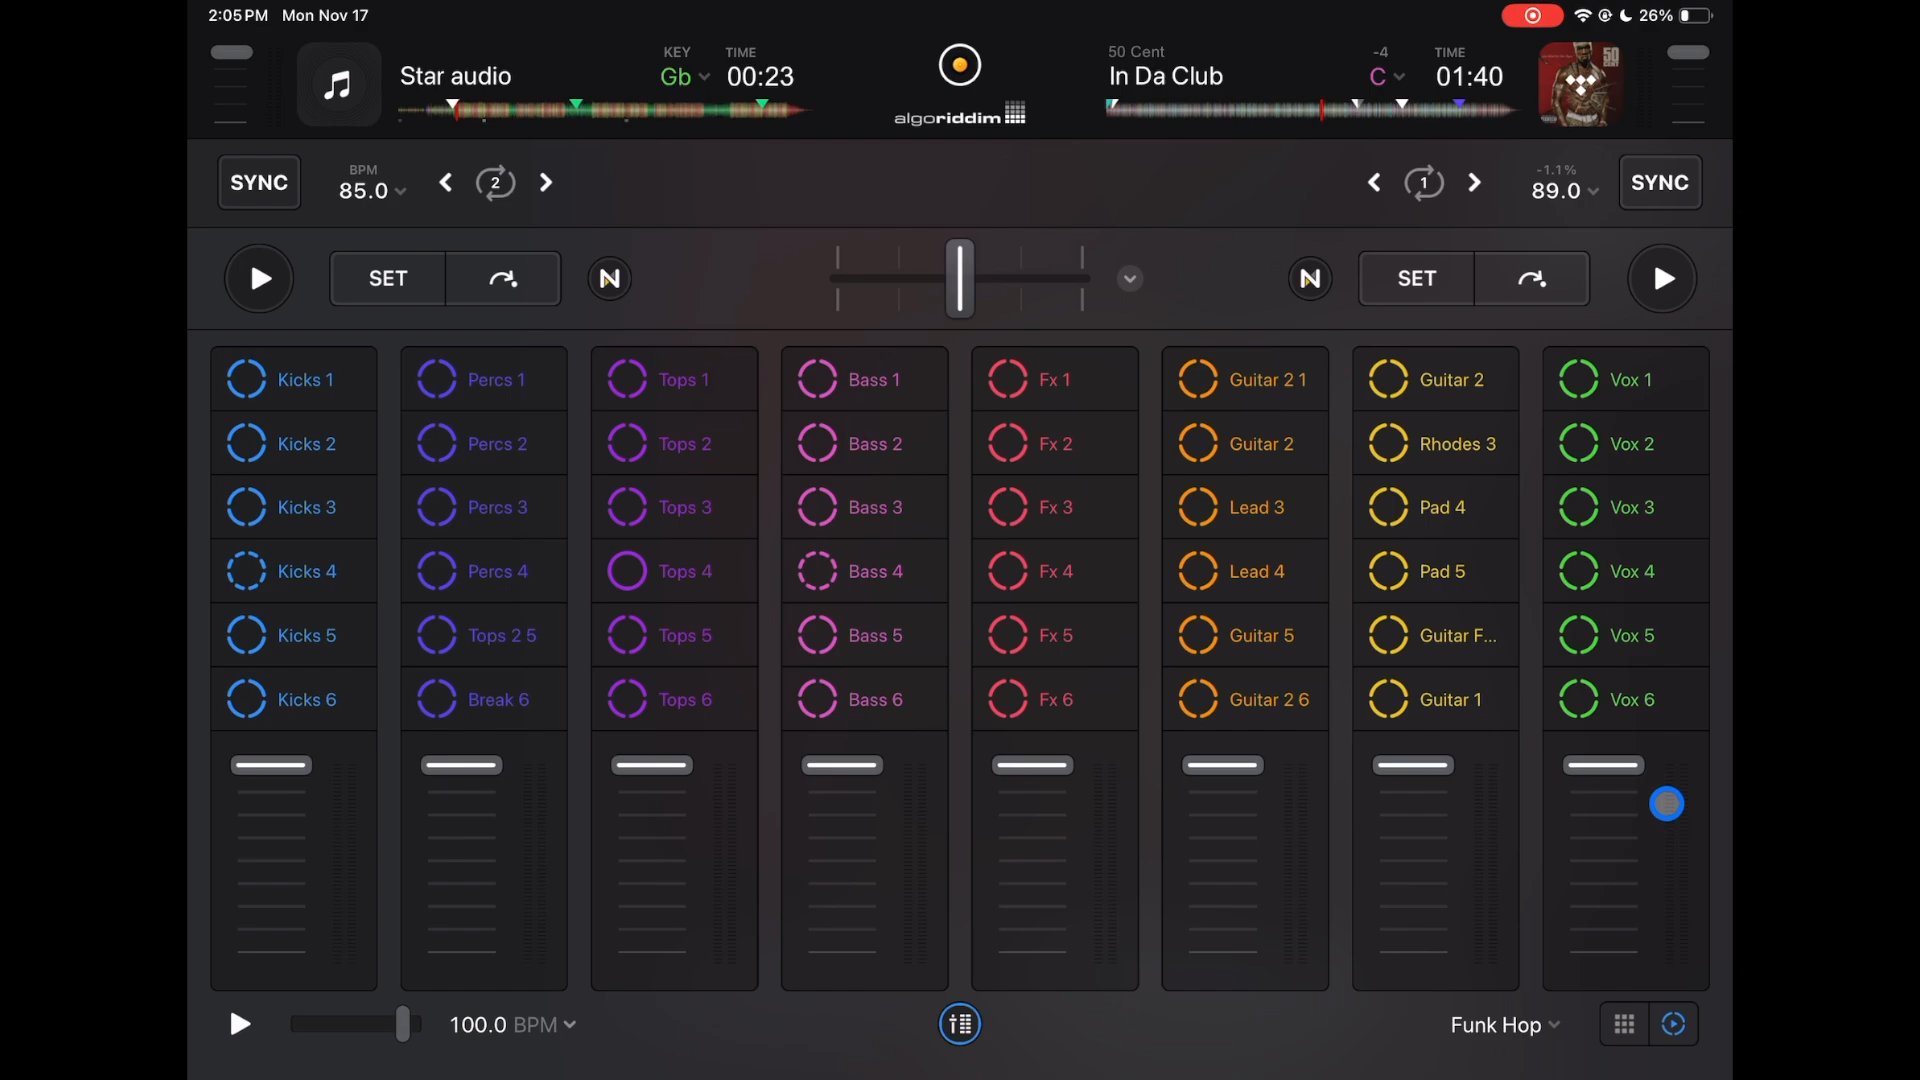 2:05 PM Mon Nov 17
26%
Star audio
KEY
Gb
TIME
00:23
algoriddim
50 Cent
In Da Club
-4
C
TIME
01:40
50 CENT
SYNC
BPM
85.0
2
1
-1.1%
89.0
SYNC
SET
N
N
SET
Kicks 1 Percs 1 Tops 1 Bass 1 Fx 1 Guitar 2 1 Guitar 2 Vox 1
Kicks 2 Percs 2 Tops 2 Bass 2 Fx 2 Guitar 2 Rhodes 3 Vox 2
Kicks 3 Percs 3 Tops 3 Bass 3 Fx 3 Lead 3 Pad 4 Vox 3
Kicks 4 Percs 4 Tops 4 Bass 4 Fx 4 Lead 4 Pad 5 Vox 4
Kicks 5 Tops 2 5 Tops 5 Bass 5 Fx 5 Guitar 5 Guitar F... Vox 5
Kicks 6 Break 6 Tops 6 Bass 6 Fx 6 Guitar 2 6 Guitar 1 Vox 6
100.0 BPM
Funk Hop